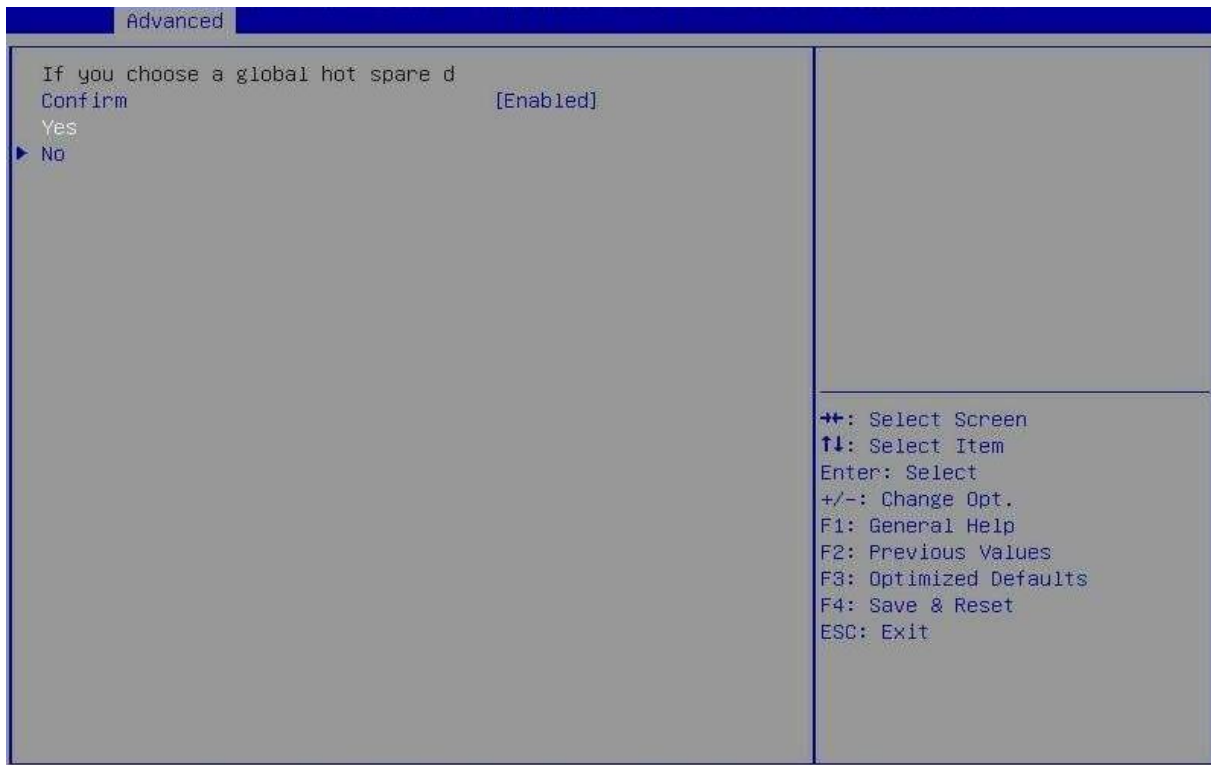 Advanced
If you choose a global hot spare d
Confirm [Enabled]
Yes
► No
→←: Select Screen
↑↓: Select Item
Enter: Select
+/-: Change Opt.
F1: General Help
F2: Previous Values
F3: Optimized Defaults
F4: Save & Reset
ESC: Exit